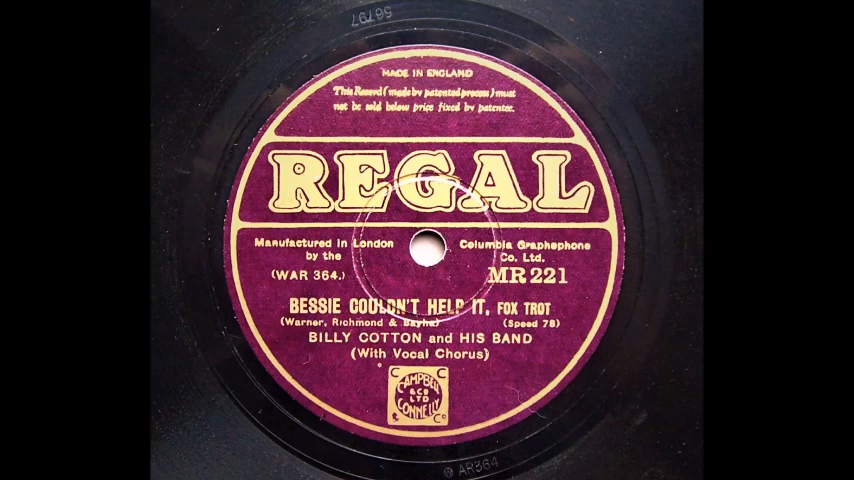 56797
MADE IN ENGLAND
This Record (made by patented process) must
not be sold below price fixed by patentee.
REGAL
Manufactured in London
by the
Columbia Graphophone
Co. Ltd.
(WAR 364.)
MR 221
BESSIE COULDN'T HELP IT, FOX TROT
(Warner, Richmond & Bayha)
(Speed 78)
BILLY COTTON and HIS BAND
(With Vocal Chorus)
C C
CAMPBELL
& CO
LTD
CONNELLY
C Co
AR364